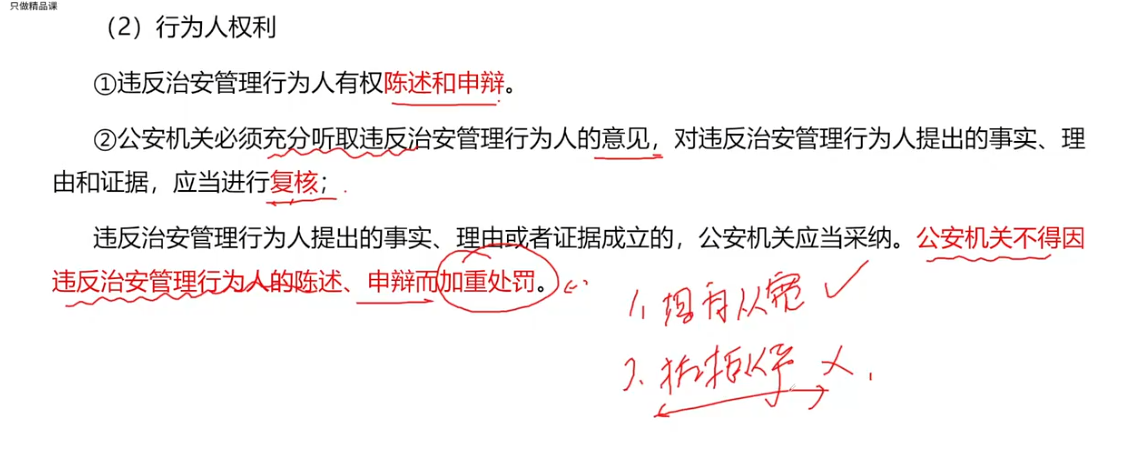 只做精品课
（2）行为人权利
①违反治安管理行为人有权陈述和申辩。
②公安机关必须充分听取违反治安管理行为人的意见，对违反治安管理行为人提出的事实、理
由和证据，应当进行复核；
违反治安管理行为人提出的事实、理由或者证据成立的，公安机关应当采纳。公安机关不得因
违反治安管理行为人的陈述、申辩而加重处罚。
1、坦白从宽 ✓
2、抗拒从严 ×